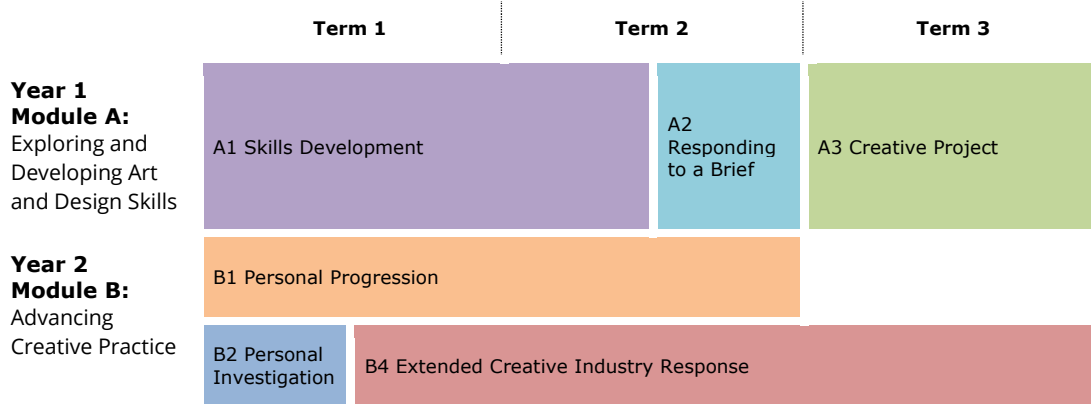 Term 1
Term 2
Term 3
Year 1
Module A:
Exploring and
Developing Art
and Design Skills
A1 Skills Development
A2
Responding
to a Brief
A3 Creative Project
Year 2
Module B:
Advancing
Creative Practice
B1 Personal Progression
B2 Personal
Investigation
B4 Extended Creative Industry Response